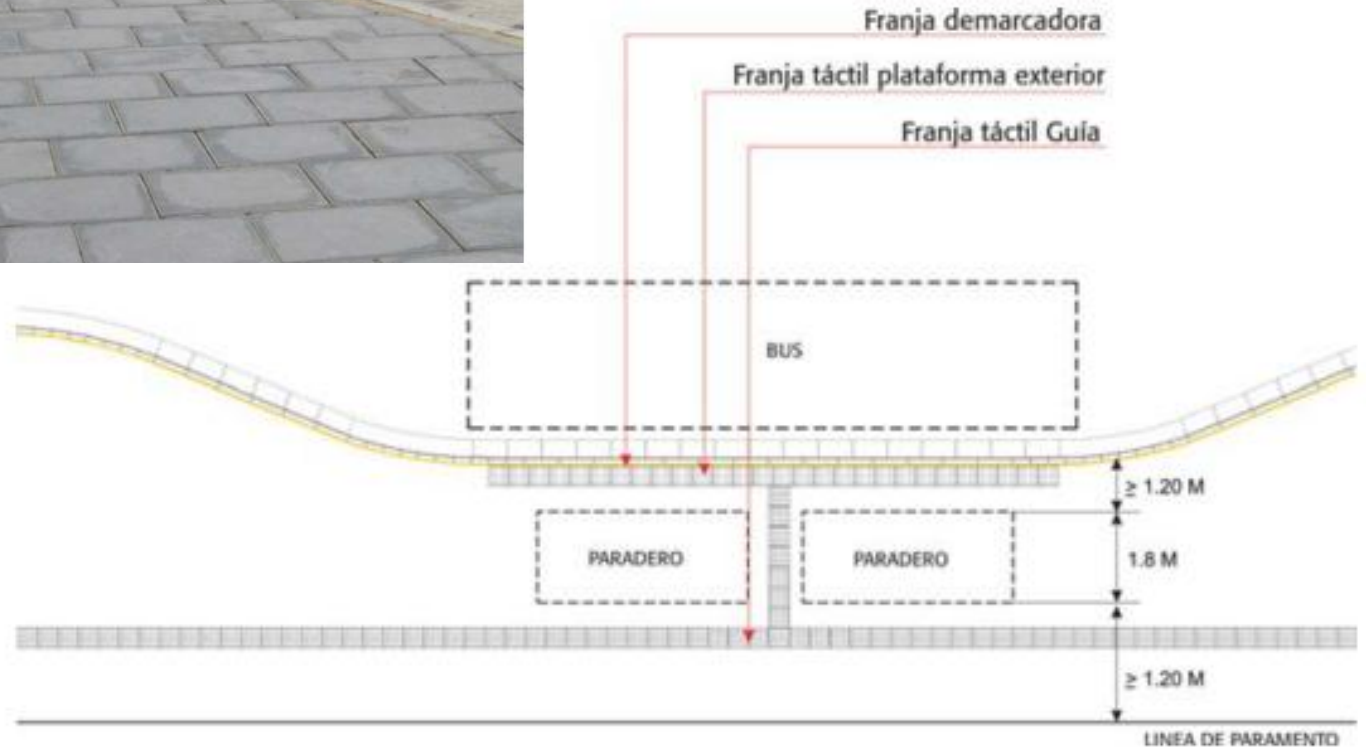 Franja demarcadora
Franja táctil plataforma exterior
Franja táctil Guía
BUS
≥ 1.20 M
PARADERO
PARADERO
1.8 M
≥ 1.20 M
LINEA DE PARAMENTO